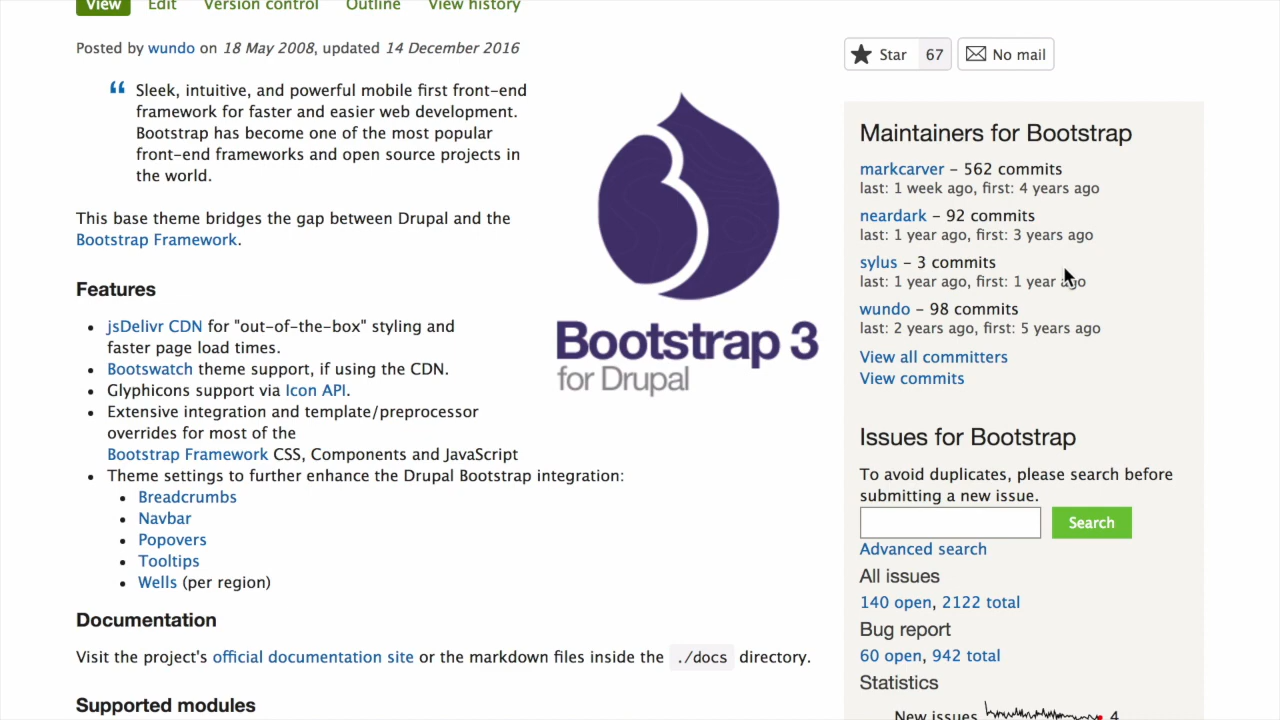 View Edit Version control Outline View history
Posted by wundo on 18 May 2008, updated 14 December 2016
“ Sleek, intuitive, and powerful mobile first front-end
framework for faster and easier web development.
Bootstrap has become one of the most popular
front-end frameworks and open source projects in
the world.
This base theme bridges the gap between Drupal and the
Bootstrap Framework.
Features
• jsDelivr CDN for "out-of-the-box" styling and
faster page load times.
• Bootswatch theme support, if using the CDN.
• Glyphicons support via Icon API.
• Extensive integration and template/preprocessor
overrides for most of the
Bootstrap Framework CSS, Components and JavaScript
• Theme settings to further enhance the Drupal Bootstrap integration:
• Breadcrumbs
• Navbar
• Popovers
• Tooltips
• Wells (per region)
Documentation
Visit the project's official documentation site or the markdown files inside the ./docs directory.
Supported modules
Bootstrap 3
for Drupal
Star 67 No mail
Maintainers for Bootstrap
markcarver – 562 commits
last: 1 week ago, first: 4 years ago
neardark – 92 commits
last: 1 year ago, first: 3 years ago
sylus – 3 commits
last: 1 year ago, first: 1 year ago
wundo – 98 commits
last: 2 years ago, first: 5 years ago
View all committers
View commits
Issues for Bootstrap
To avoid duplicates, please search before
submitting a new issue.
Search
Advanced search
All issues
140 open, 2122 total
Bug report
60 open, 942 total
Statistics
New issues 4